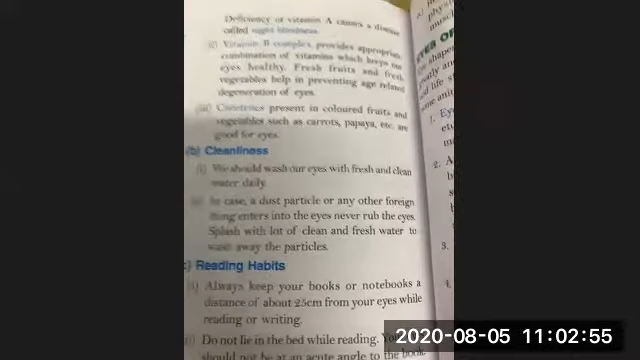 Deficiency of vitamin A causes a disease
called night blindness.
(ii) Vitamin B complex, provides appropriate
combination of vitamins which keeps our
eyes healthy. Fresh fruits and fresh
vegetables help in preventing age related
degeneration of eyes.
(iii) Carotenes present in coloured fruits and
vegetables such as carrots, papaya, etc. are
good for eyes.
(b) Cleanliness
(i) We should wash our eyes with fresh and clean
water daily.
(ii) In case, a dust particle or any other foreign
thing enters into the eyes never rub the eyes.
Splash with lot of clean and fresh water to
wash away the particles.
c) Reading Habits
(i) Always keep your books or notebooks a
distance of about 25cm from your eyes while
reading or writing.
Do not lie in the bed while reading.
should not be at an acute angle to the book
physi
muscl
1. Ey
2. A
3.
4.
2020-08-05 11:02:55